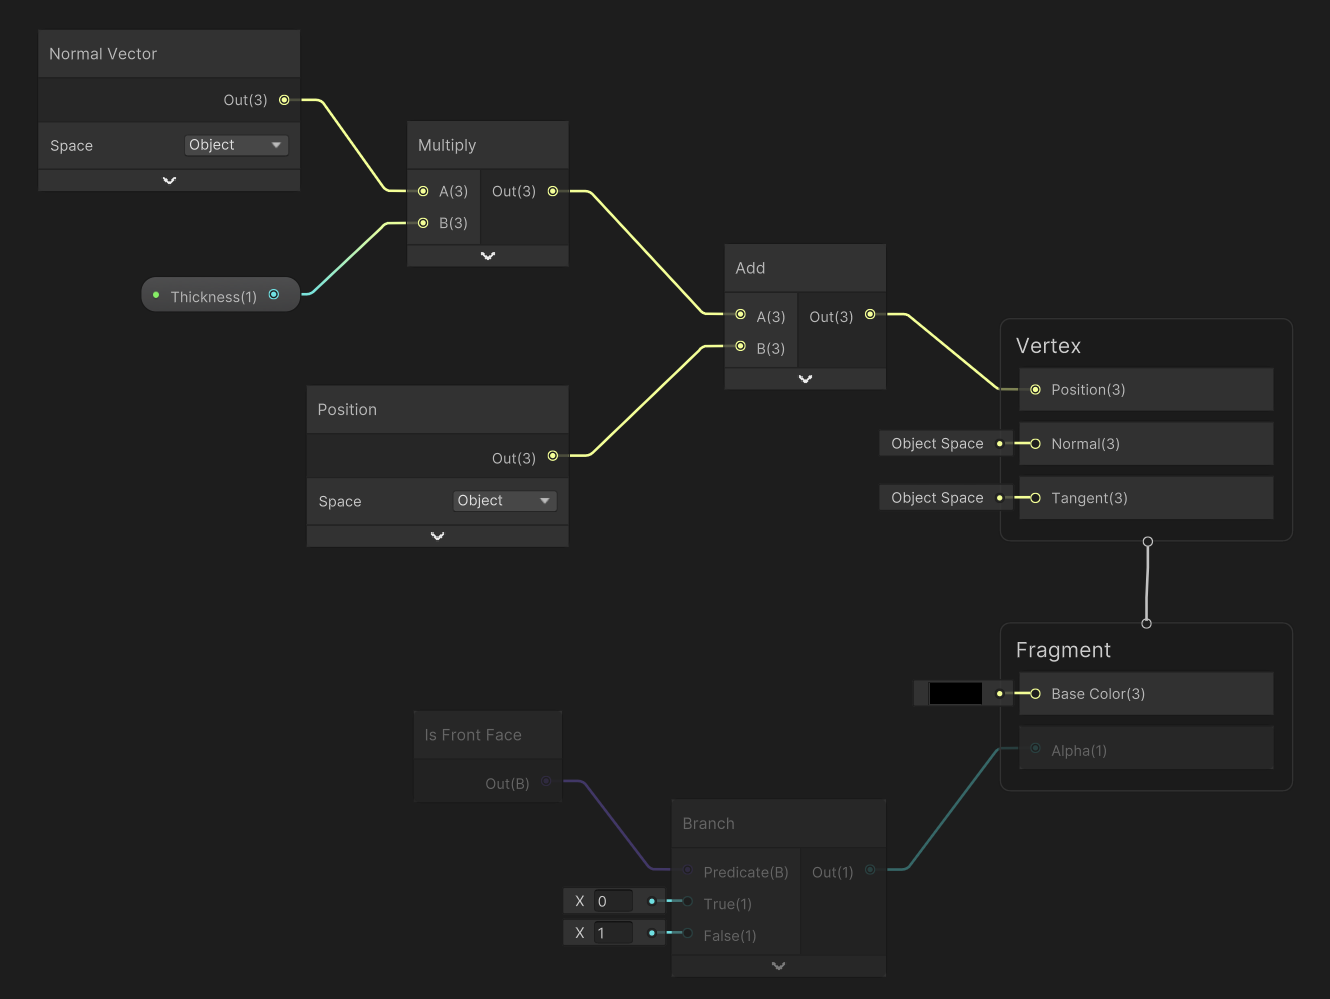 Normal Vector
Out(3)
Space
Object
Multiply
A(3)
Out(3)
B(3)
Thickness(1)
Add
A(3)
Out(3)
B(3)
Position
Out(3)
Space
Object
Vertex
Position(3)
Object Space
Normal(3)
Object Space
Tangent(3)
Fragment
Base Color(3)
Alpha(1)
Is Front Face
Out(B)
Branch
Predicate(B)
Out(1)
X 0
True(1)
X 1
False(1)